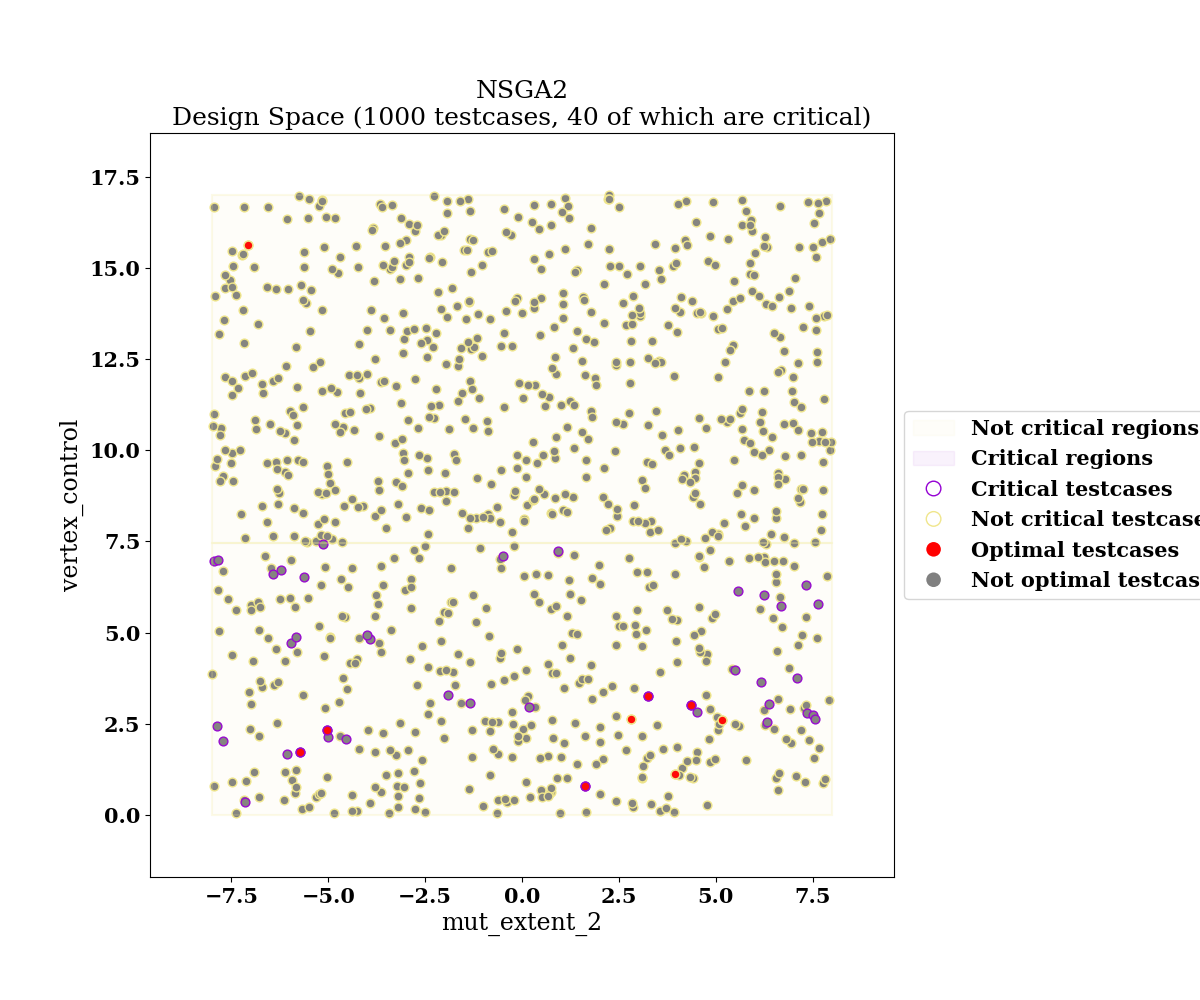 NSGA2
Design Space (1000 testcases, 40 of which are critical)
vertex_control
17.5
15.0
12.5
10.0
7.5
5.0
2.5
0.0
−7.5 −5.0 −2.5 0.0 2.5 5.0 7.5
mut_extent_2
Not critical regions
Critical regions
Critical testcases
Not critical testcase
Optimal testcases
Not optimal testcas